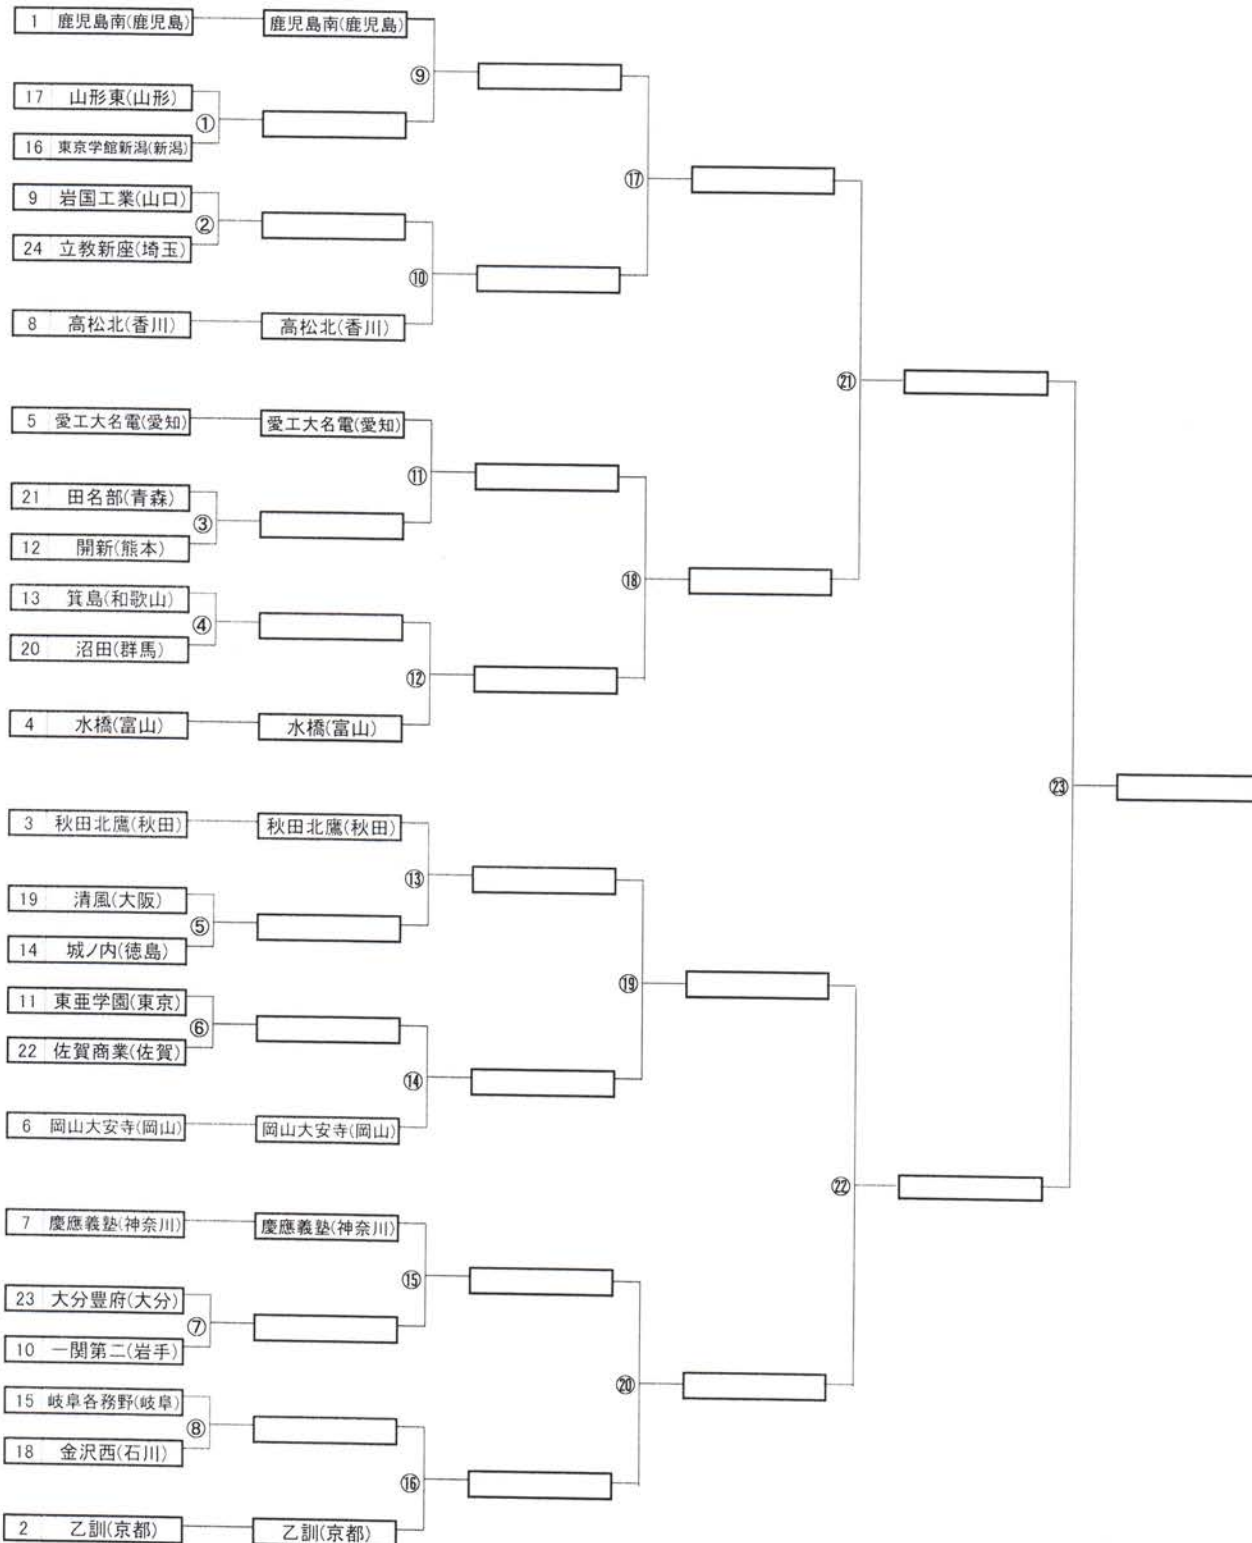 1 鹿児島南(鹿児島) 鹿児島南(鹿児島)
⑨
17 山形東(山形)
①
16 東京学館新潟(新潟)
⑰
9 岩国工業(山口)
②
24 立教新座(埼玉)
⑩
8 高松北(香川) 高松北(香川)
㉑
5 愛工大名電(愛知) 愛工大名電(愛知)
⑪
21 田名部(青森)
③
12 開新(熊本)
⑱
13 箕島(和歌山)
④
20 沼田(群馬)
⑫
4 水橋(富山) 水橋(富山)
㉓
3 秋田北鷹(秋田) 秋田北鷹(秋田)
⑬
19 清風(大阪)
⑤
14 城ノ内(徳島)
⑲
11 東亜学園(東京)
⑥
22 佐賀商業(佐賀)
⑭
6 岡山大安寺(岡山) 岡山大安寺(岡山)
㉒
7 慶應義塾(神奈川) 慶應義塾(神奈川)
⑮
23 大分豊府(大分)
⑦
10 一関第二(岩手)
⑳
15 岐阜各務野(岐阜)
⑧
18 金沢西(石川)
⑯
2 乙訓(京都) 乙訓(京都)